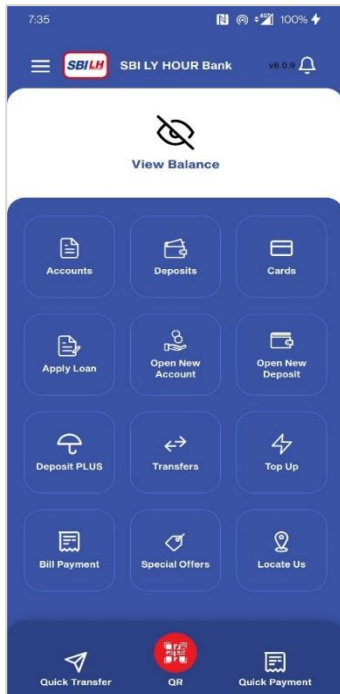 7:35
100%
SBI LH
SBI LY HOUR Bank
v6.0.9
View Balance
Accounts
Deposits
Cards
Apply Loan
Open New
Account
Open New
Deposit
Deposit PLUS
Transfers
Top Up
Bill Payment
Special Offers
Locate Us
Quick Transfer
QR
Quick Payment